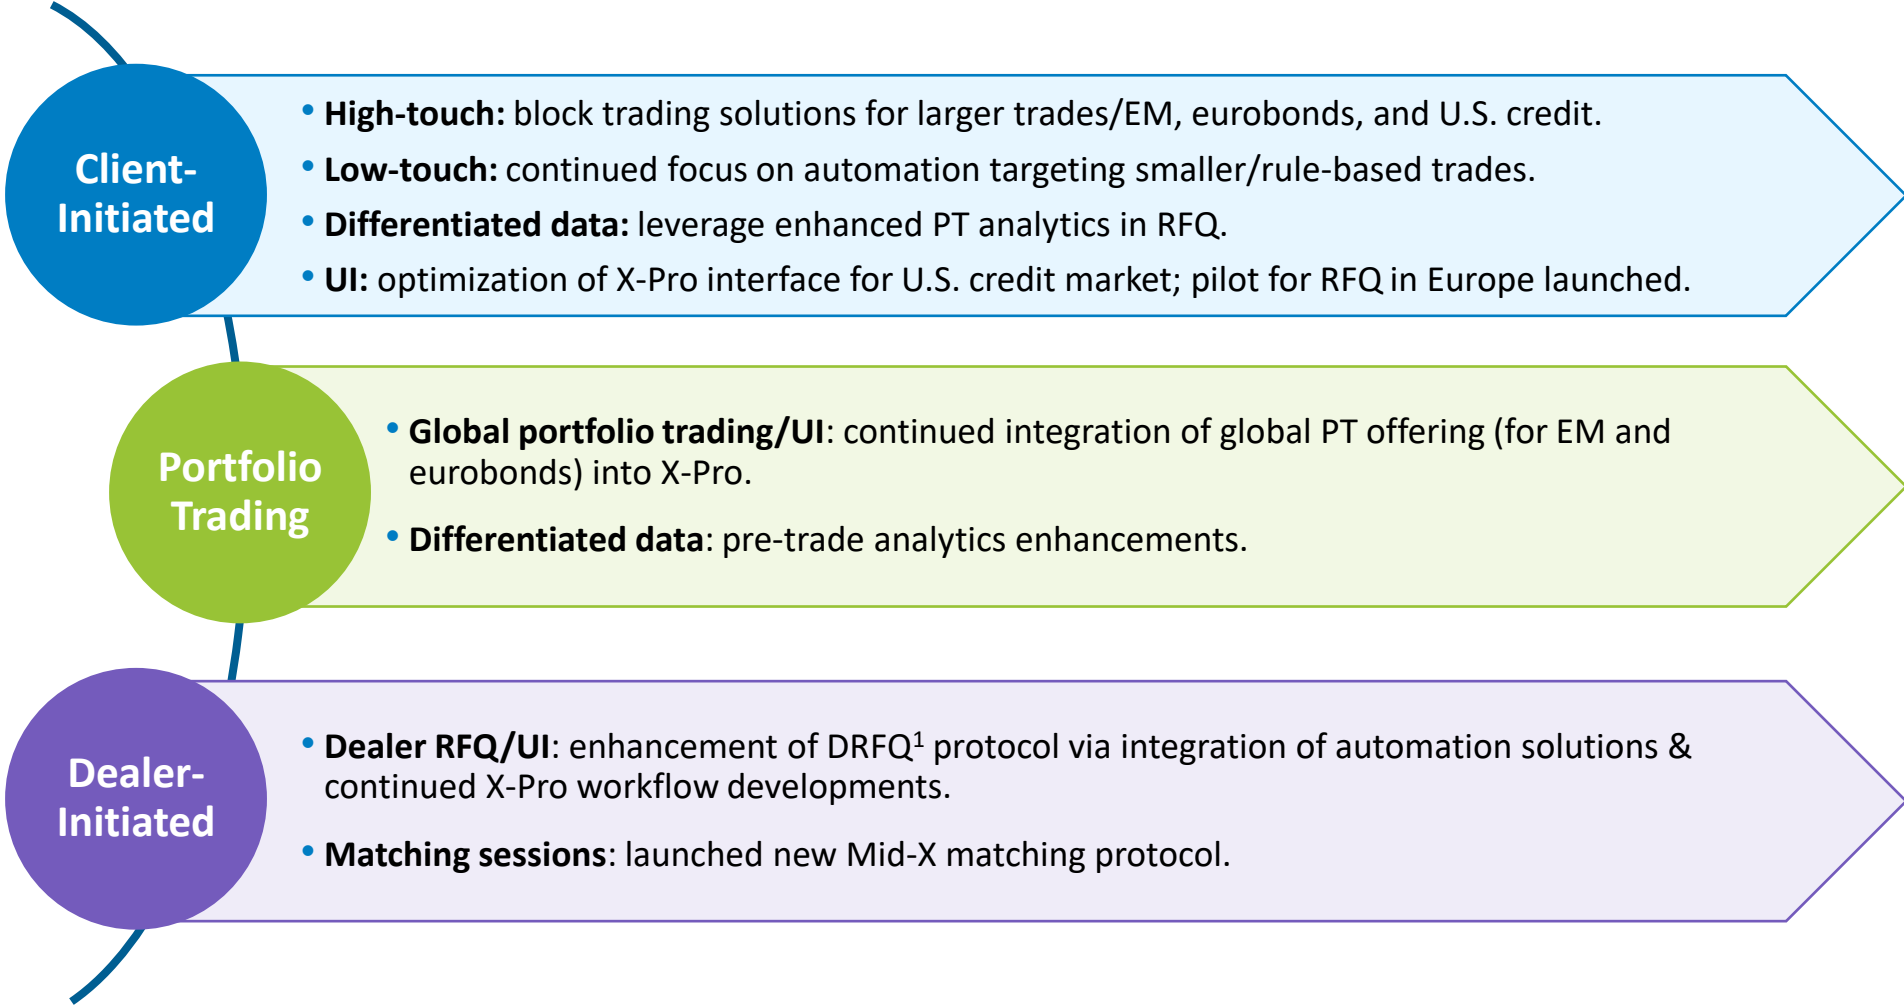 Client-
Initiated
• High-touch: block trading solutions for larger trades/EM, eurobonds, and U.S. credit.
• Low-touch: continued focus on automation targeting smaller/rule-based trades.
• Differentiated data: leverage enhanced PT analytics in RFQ.
• UI: optimization of X-Pro interface for U.S. credit market; pilot for RFQ in Europe launched.
Portfolio
Trading
• Global portfolio trading/UI: continued integration of global PT offering (for EM and
eurobonds) into X-Pro.
• Differentiated data: pre-trade analytics enhancements.
Dealer-
Initiated
• Dealer RFQ/UI: enhancement of DRFQ¹ protocol via integration of automation solutions &
continued X-Pro workflow developments.
• Matching sessions: launched new Mid-X matching protocol.